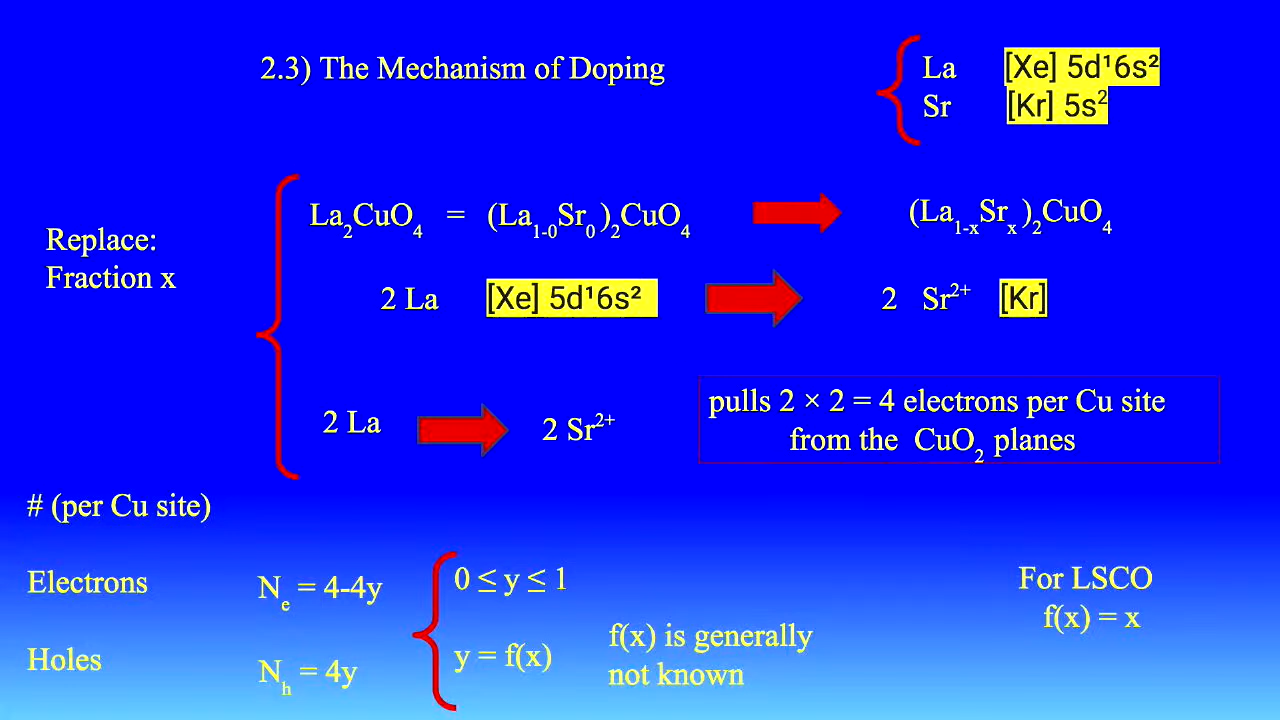 2.3) The Mechanism of Doping
La [Xe] 5d¹6s²
Sr [Kr] 5s²
Replace:
Fraction x
La₂CuO₄ = (La₁₋₀Sr₀)₂CuO₄ (La₁₋ₓSrₓ)₂CuO₄
2 La [Xe] 5d¹6s² 2 Sr²⁺ [Kr]
2 La 2 Sr²⁺
pulls 2 × 2 = 4 electrons per Cu site
from the CuO₂ planes
# (per Cu site)
Electrons Nₑ = 4-4y
Holes Nₕ = 4y
0 ≤ y ≤ 1
y = f(x)
f(x) is generally
not known
For LSCO
f(x) = x